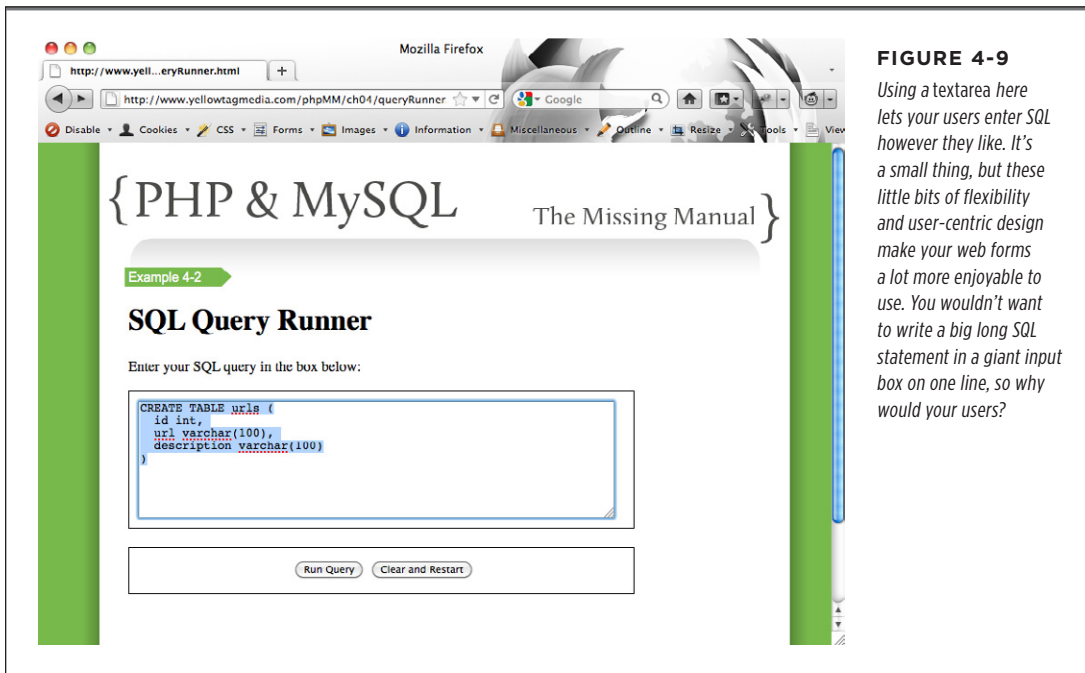 Mozilla Firefox
http://www.yell...eryRunner.html
+
http://www.yellowtagmedia.com/phpMM/ch04/queryRunner
Google
Disable
Cookies
CSS
Forms
Images
Information
Miscellaneous
Outline
Resize
Tools
View
{PHP & MySQL
The Missing Manual}
Example 4-2
SQL Query Runner
Enter your SQL query in the box below:
CREATE TABLE urls (
id int,
url varchar(100),
description varchar(100)
)
Run Query
Clear and Restart
FIGURE 4-9
Using a textarea here
lets your users enter SQL
however they like. It’s
a small thing, but these
little bits of flexibility
and user-centric design
make your web forms
a lot more enjoyable to
use. You wouldn’t want
to write a big long SQL
statement in a giant input
box on one line, so why
would your users?